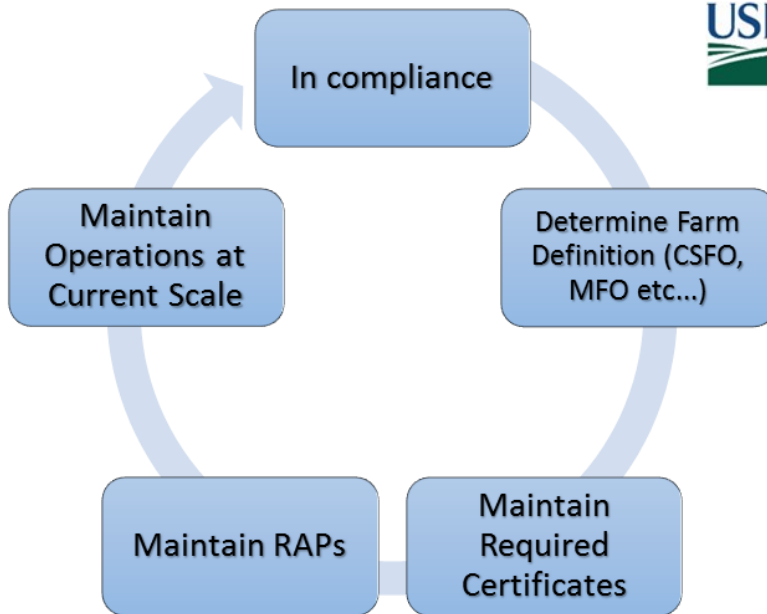 In compliance
Determine Farm
Definition (CSFO,
MFO etc...)
Maintain
Required
Certificates
Maintain RAPs
Maintain
Operations at
Current Scale